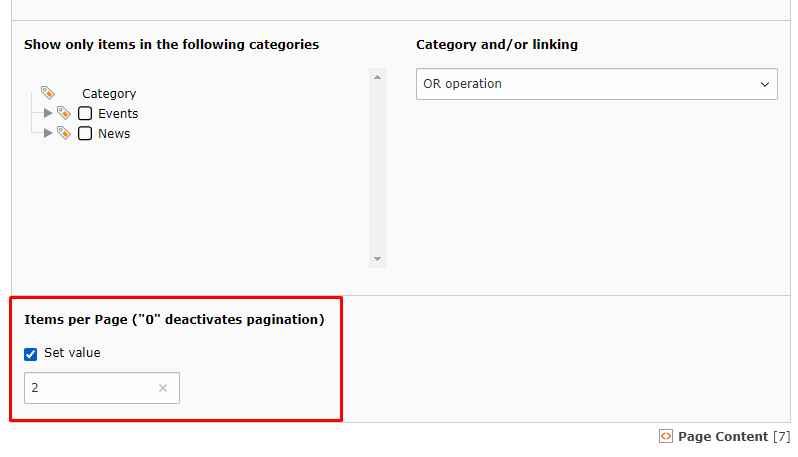 Show only items in the following categories
Category
Events
News
Category and/or linking
OR operation
Items per Page ("0" deactivates pagination)
Set value
2
Page Content [7]